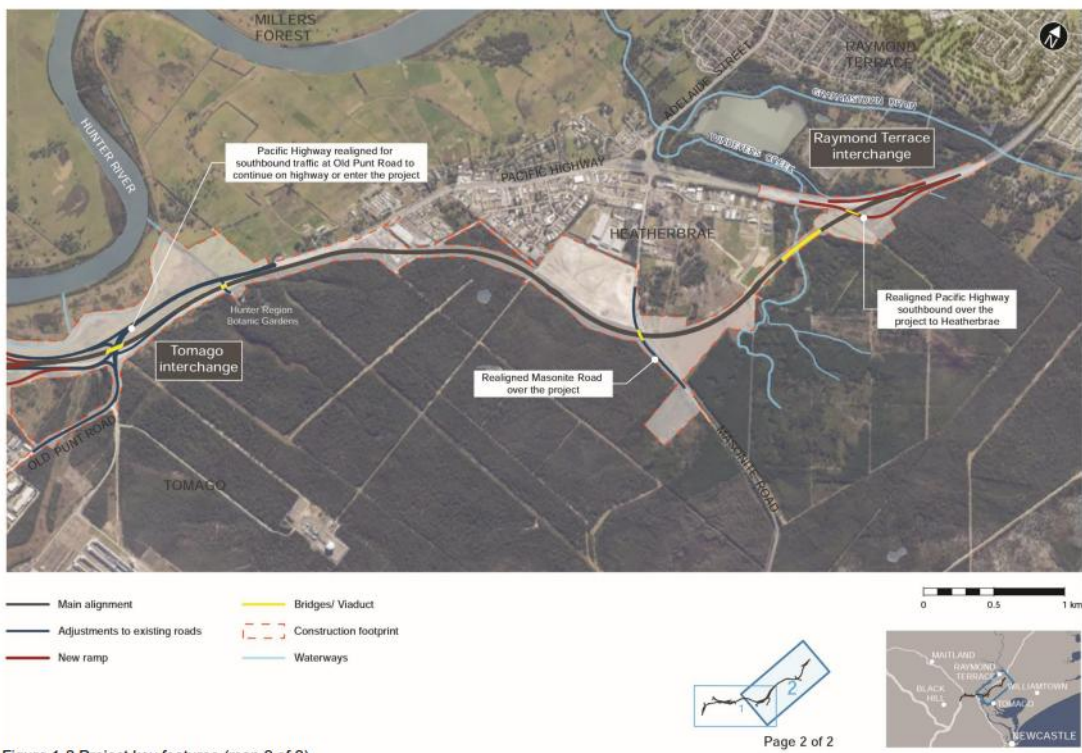 MILLERS
FOREST
N
RAYMOND
TERRACE
ADELAIDE STREET
GRAHAMSTOWN DRAIN
HUNTER RIVER
WINDEYERS CREEK
Raymond Terrace
interchange
Pacific Highway realigned for
southbound traffic at Old Punt Road to
continue on highway or enter the project
PACIFIC HIGHWAY
HEATHERBRAE
Hunter Region
Botanic Gardens
Realigned Pacific Highway
southbound over the
project to Heatherbrae
Tomago
interchange
Realigned Masonite Road
over the project
OLD PUNT ROAD
MASONITE ROAD
TOMAGO
Main alignment
Adjustments to existing roads
New ramp
Bridges/ Viaduct
Construction footprint
Waterways
0 0.5 1 km
1
2
Page 2 of 2
MAITLAND
RAYMOND
TERRACE
WILLIAMTOWN
BLACK
HILL
TOMAGO
NEWCASTLE